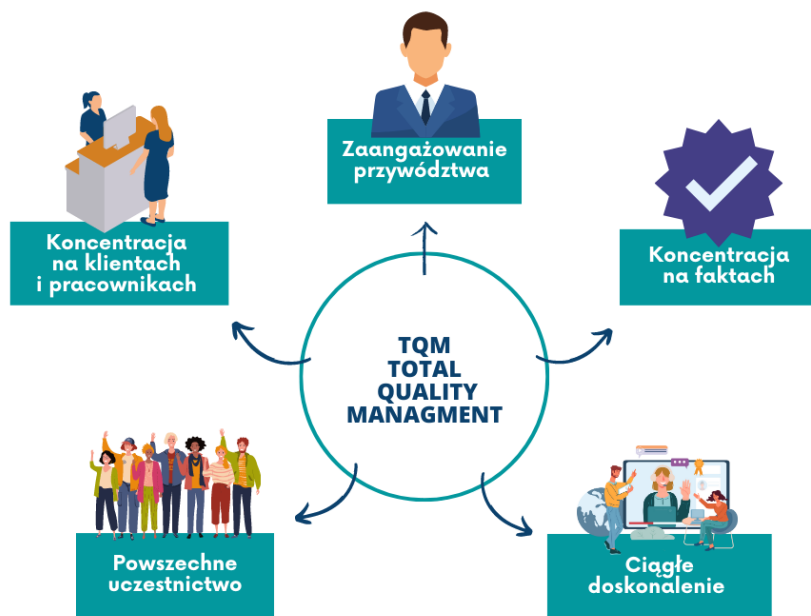 Zaangażowanie
przywództwa
Koncentracja
na klientach
i pracownikach
Koncentracja
na faktach
TQM
TOTAL
QUALITY
MANAGMENT
Powszechne
uczestnictwo
Ciągłe
doskonalenie